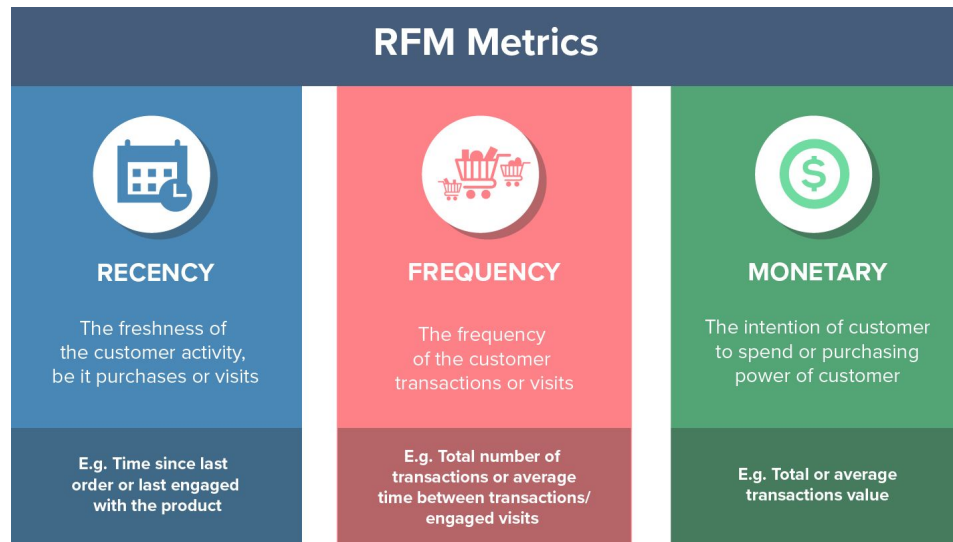 RFM Metrics
RECENCY
The freshness of
the customer activity,
be it purchases or visits
E.g. Time since last
order or last engaged
with the product
FREQUENCY
The frequency
of the customer
transactions or visits
E.g. Total number of
transactions or average
time between transactions/
engaged visits
$
MONETARY
The intention of customer
to spend or purchasing
power of customer
E.g. Total or average
transactions value